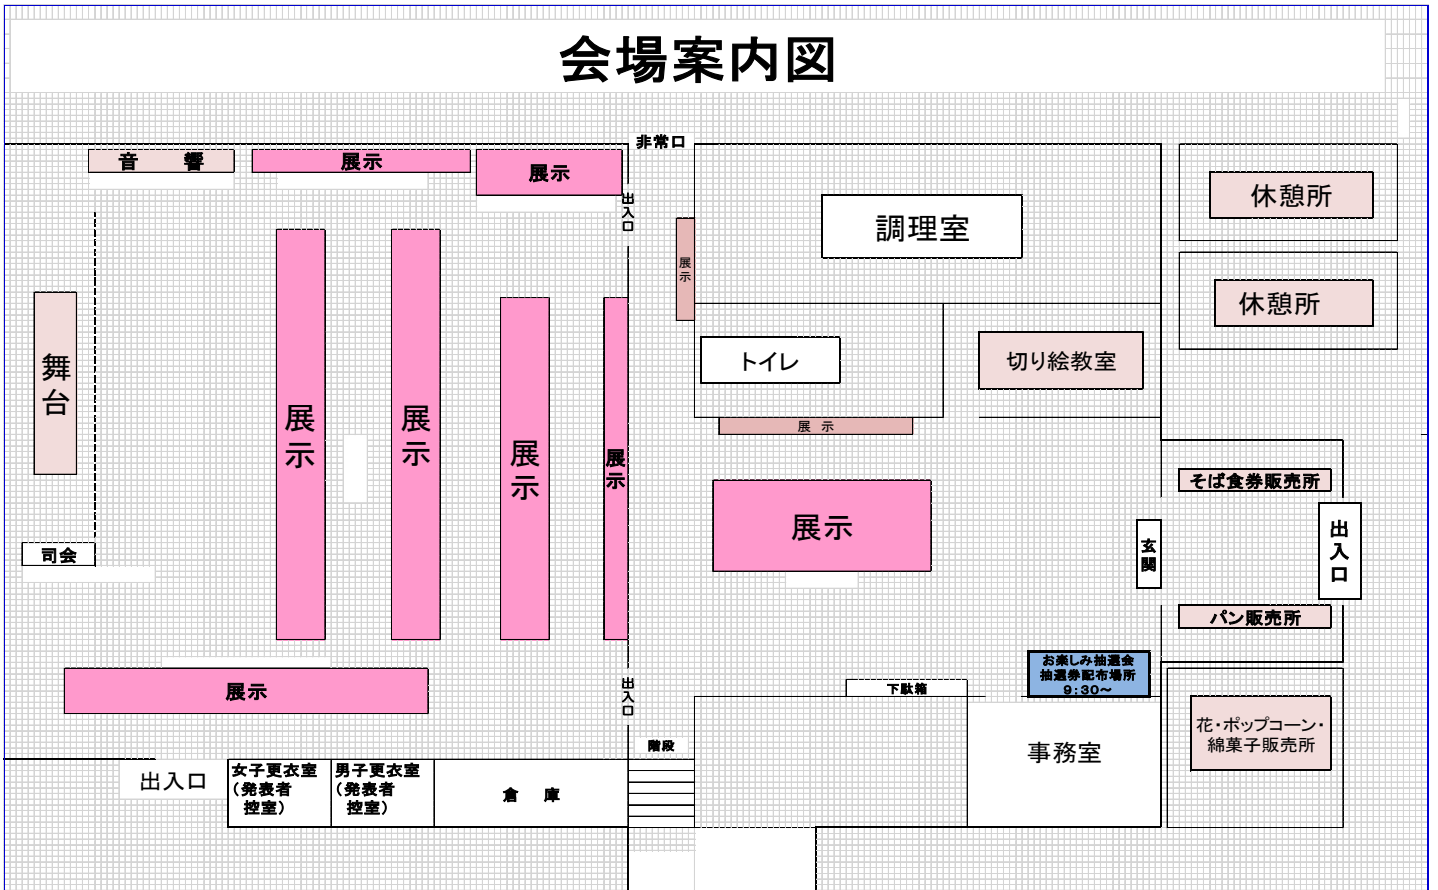 会場案内図
非常口
音　響
展示
展示
出入口
休憩所
調理室
展示
休憩所
舞台
トイレ
切り絵教室
展示
展示
展示
展示
展 示
そば食券販売所
展示
出入口
玄関
司会
パン販売所
お楽しみ抽選会
抽選券配布場所
9:30～
展示
出入口
下駄箱
花・ポップコーン・
綿菓子販売所
階段
事務室
出入口
女子更衣室
（発表者
控室）
男子更衣室
（発表者
控室）
倉　庫